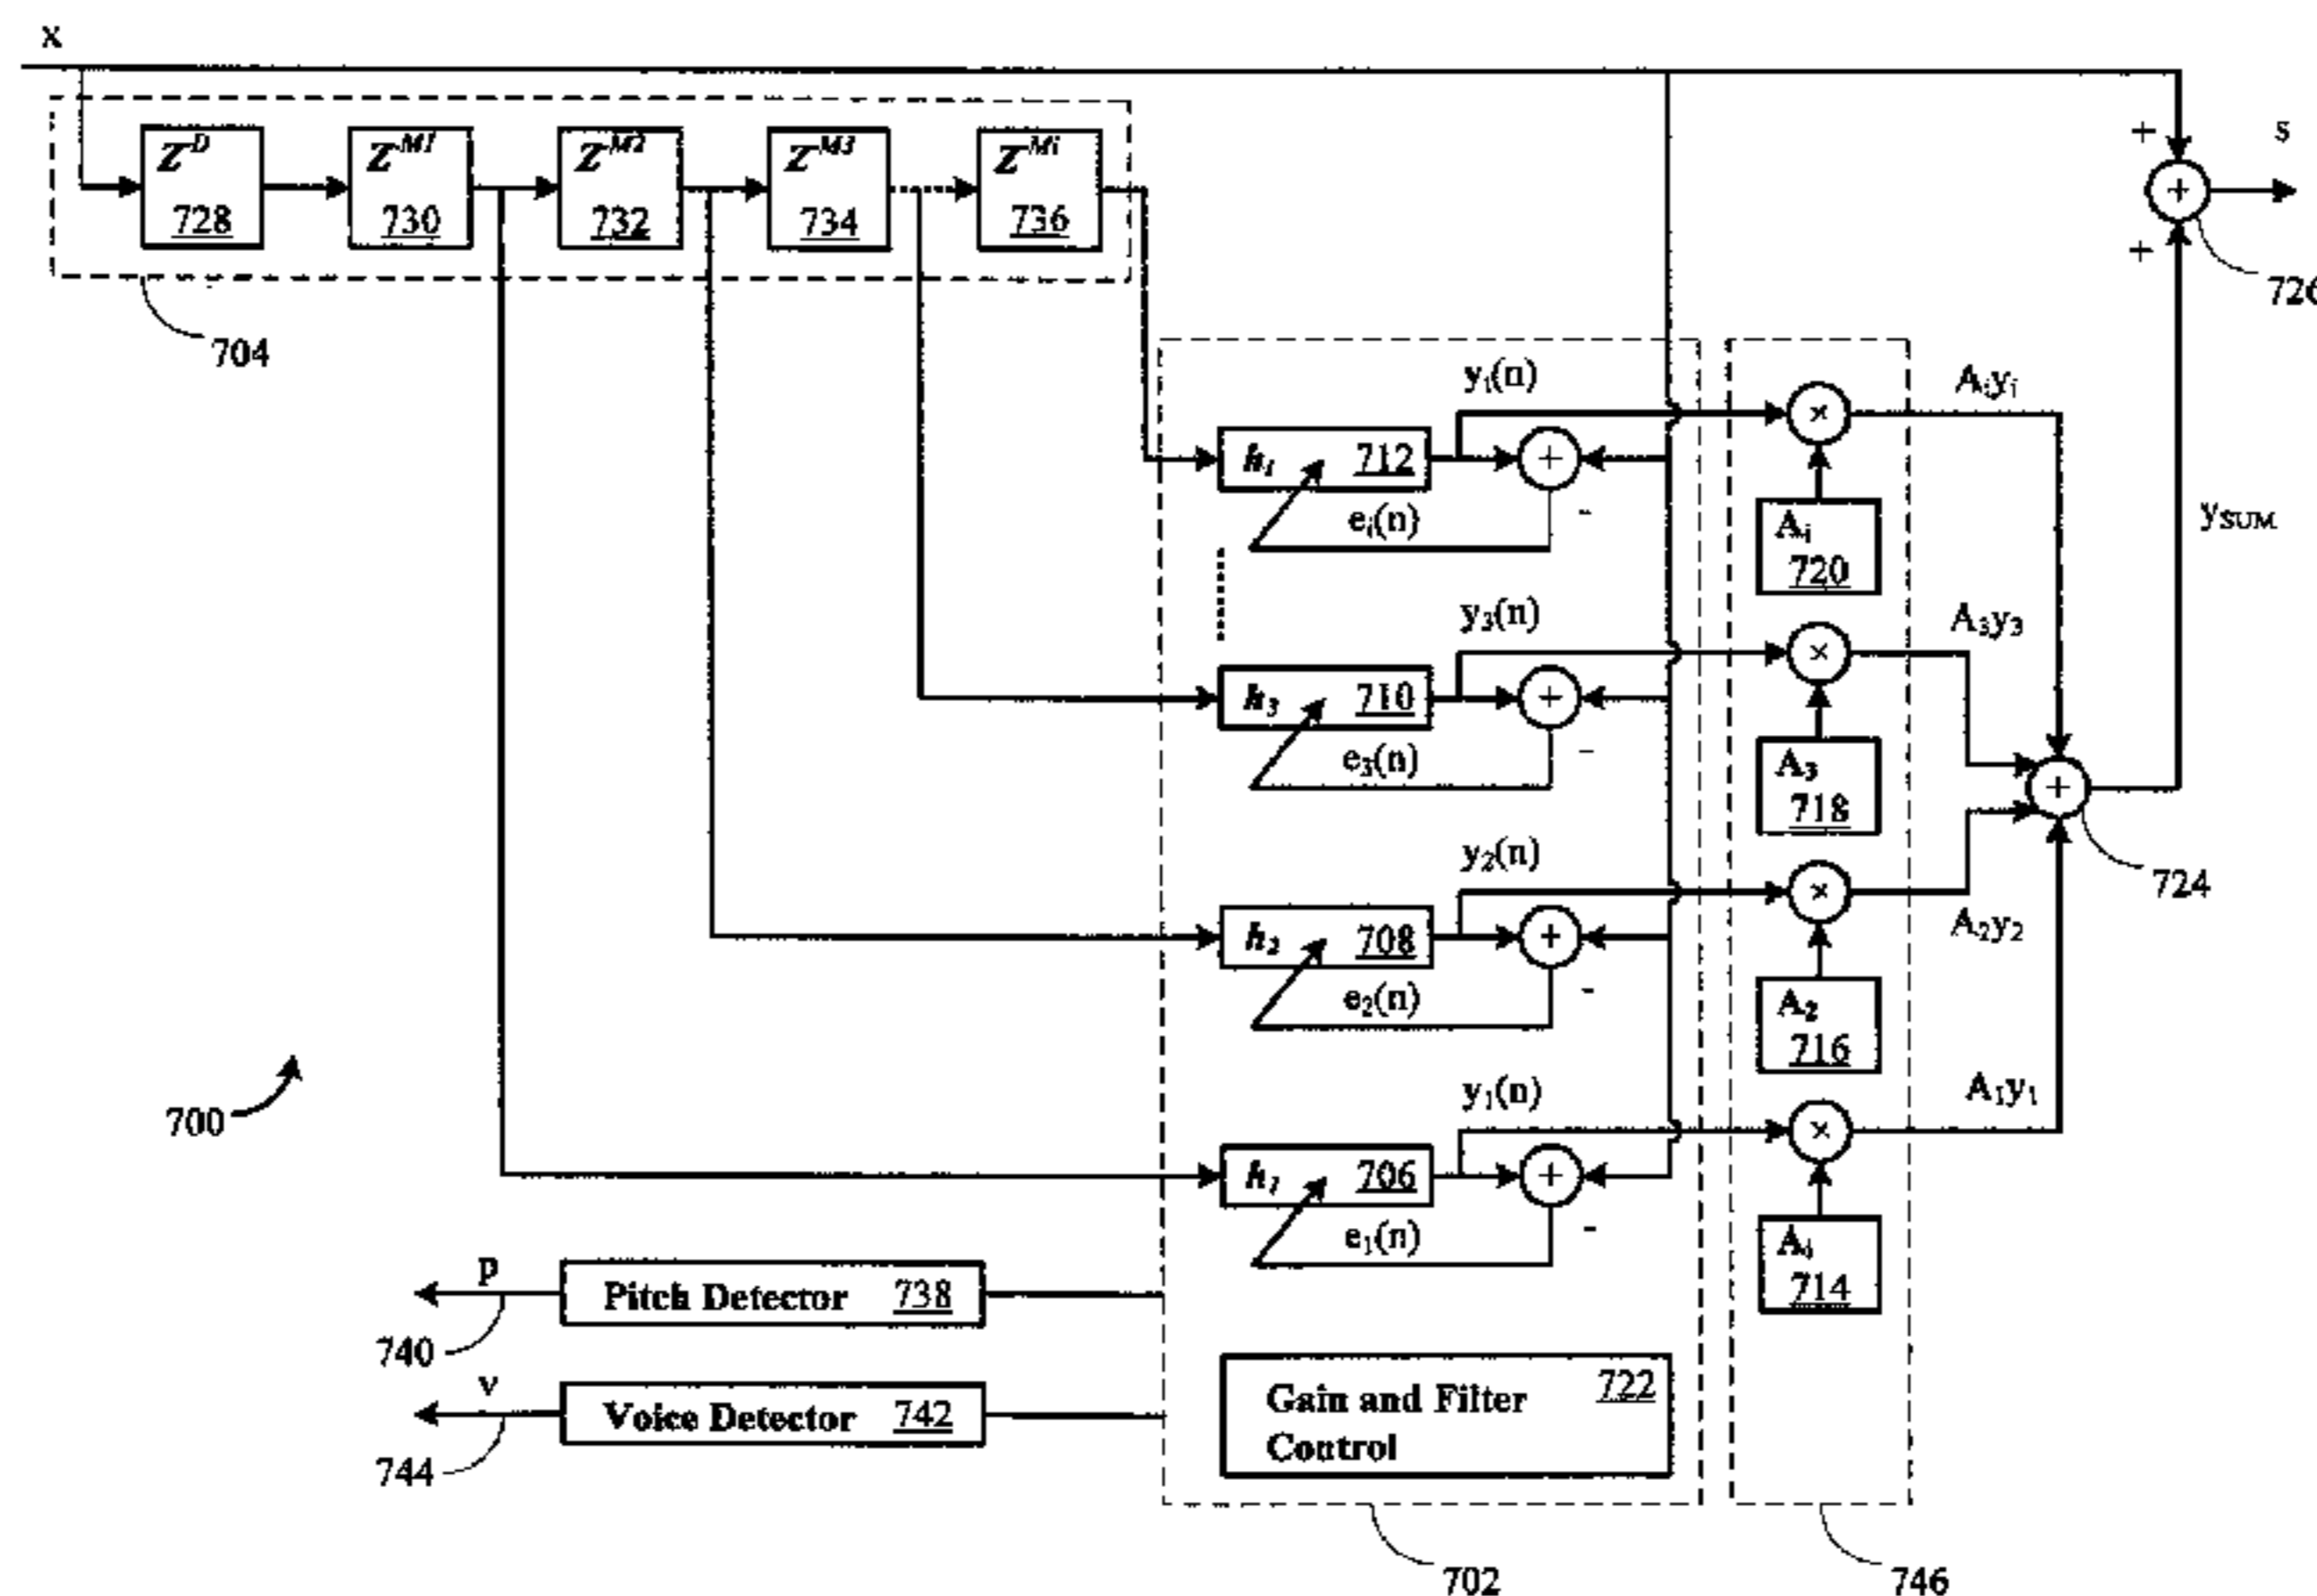 x
Z^D
728
Z^-M1
730
Z^-M2
732
Z^-M3
734
Z^-Mi
736
+
s
+
+
726
704
y_i(n)
A_iy_i
h_i 712
+
×
e_i(n)
-
A_i
720
y_SUM
y_3(n)
A_3y_3
×
h_3 710
+
e_3(n)
-
A_3
718
+
724
y_2(n)
×
A_2y_2
h_2 708
+
e_2(n)
-
A_2
716
700
y_1(n)
A_1y_1
×
h_1 706
+
e_1(n)
-
A_i
714
p
Pitch Detector 738
740
v
Voice Detector 742
744
Gain and Filter 722
Control
702
746